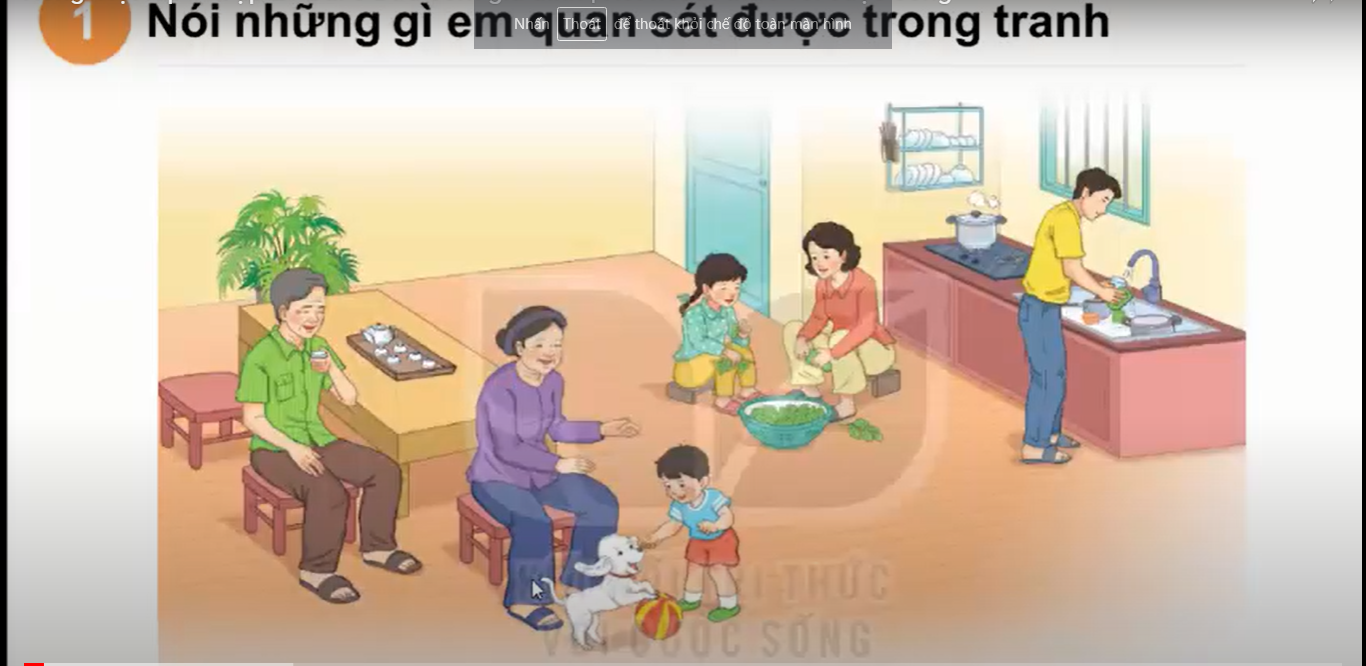 1 Nói những gì em quan sát được trong tranh
Nhấn Thoát để thoát khỏi chế độ toàn màn hình
TRI THỨC
VỚI CUỘC SỐNG